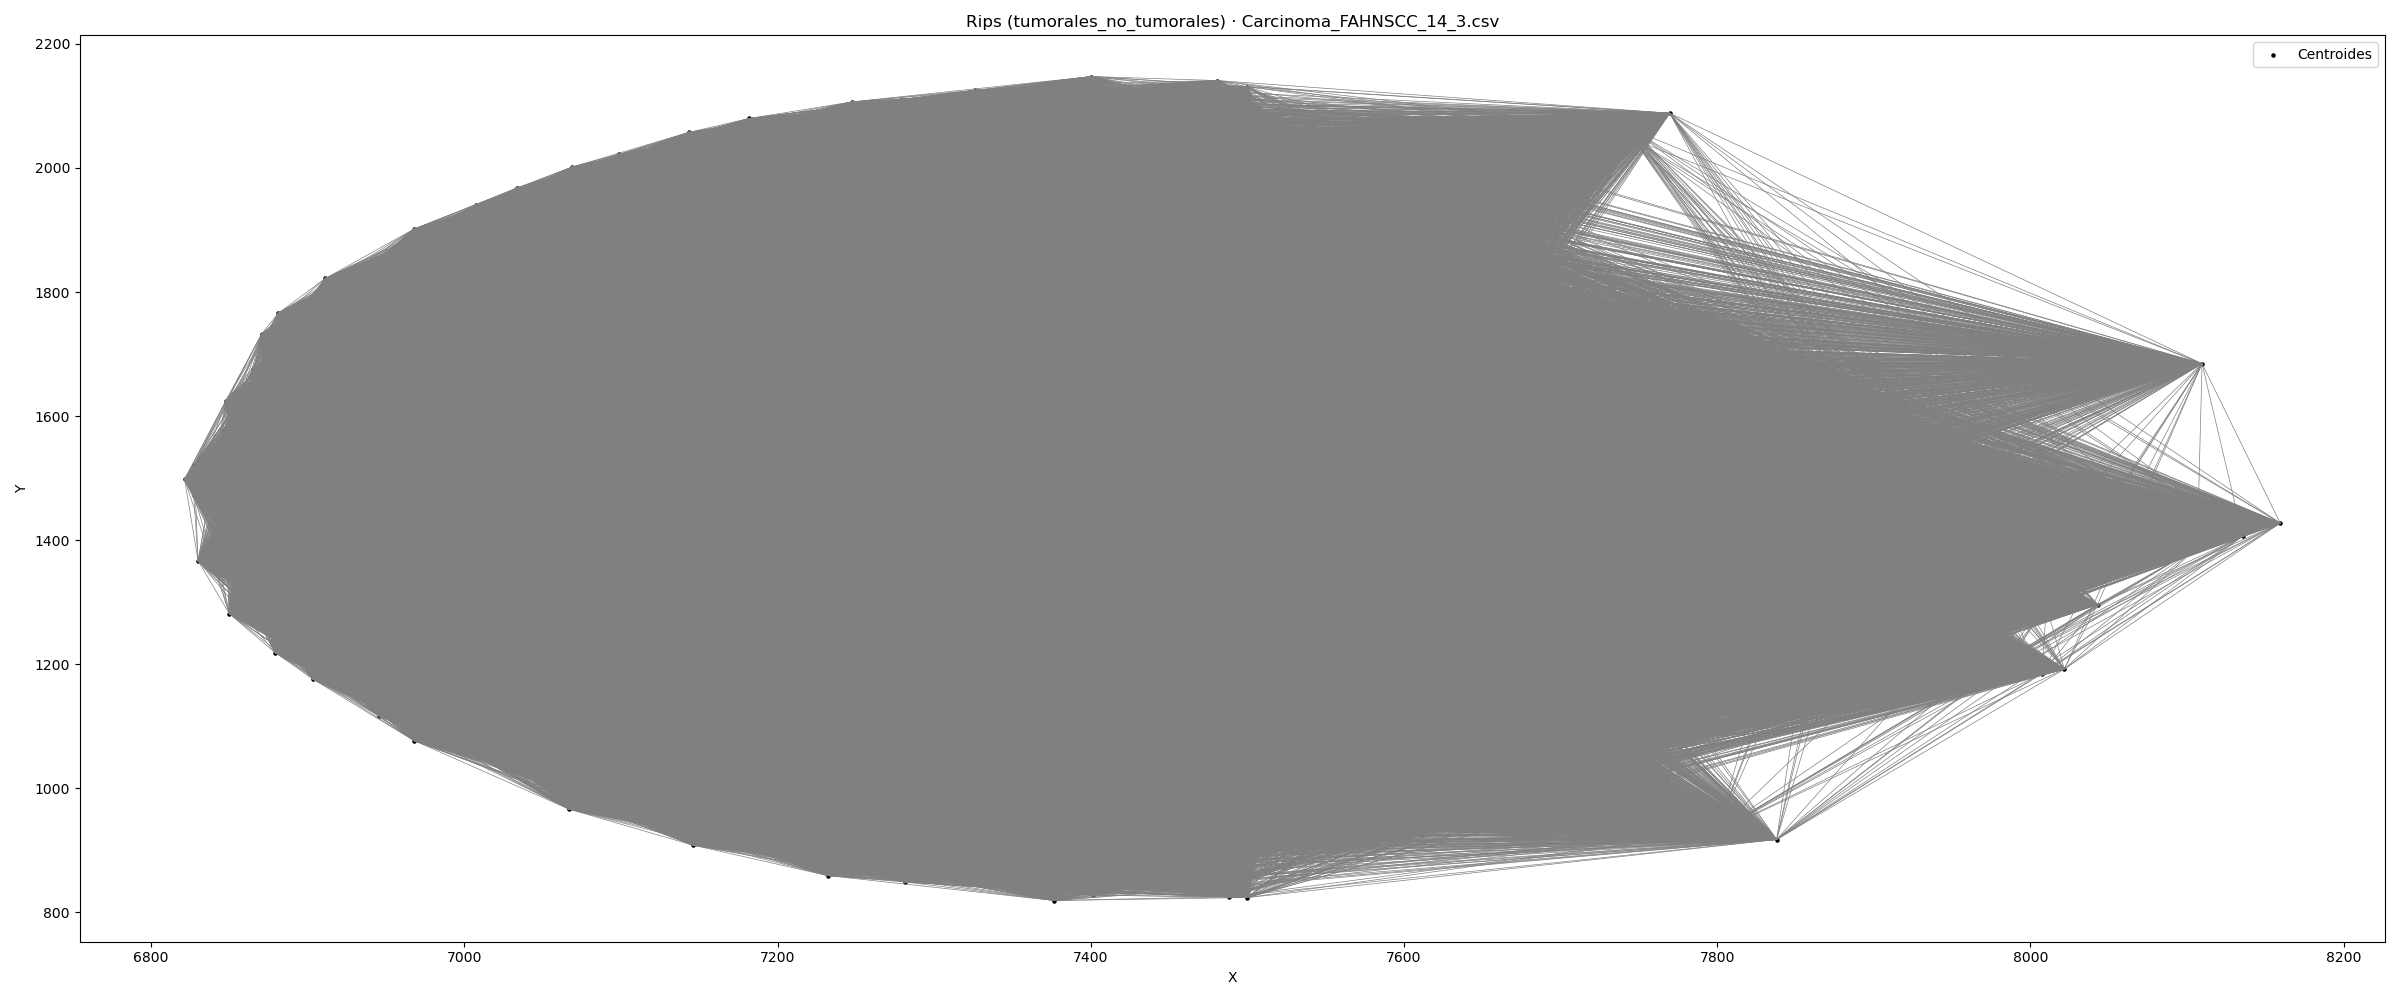 Rips (tumorales_no_tumorales) · Carcinoma_FAHNSCC_14_3.csv
Centroides
2200
2000
1800
1600
1400
1200
1000
800
Y
6800 7000 7200 7400 7600 7800 8000 8200
X